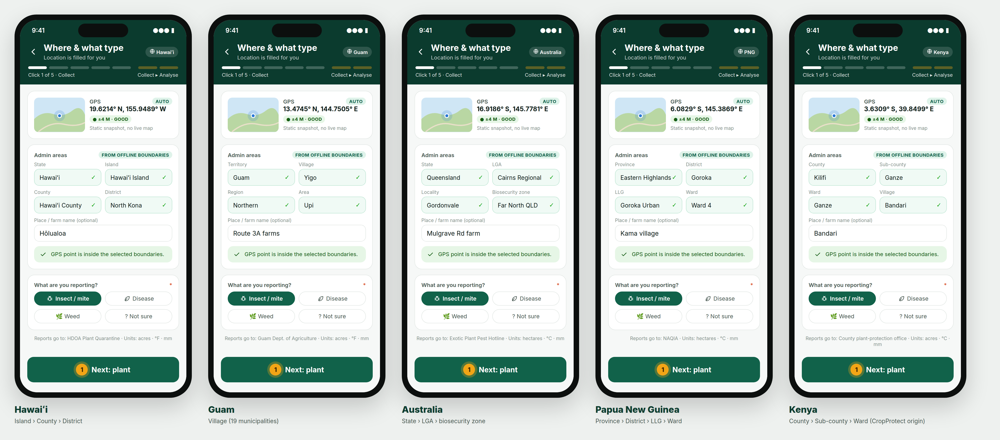 9:41
Where & what type
Location is filled for you
Hawaiʻi
Click 1 of 5 · Collect
Collect ▸ Analyse
GPS
AUTO
19.6214° N, 155.9489° W
±4 M · GOOD
Static snapshot, no live map
Admin areas
FROM OFFLINE BOUNDARIES
State
Island
Hawaiʻi ✓
Hawaiʻi Island ✓
County
District
Hawaiʻi County ✓
North Kona ✓
Place / farm name (optional)
Hōlualoa
GPS point is inside the selected boundaries.
What are you reporting? *
Insect / mite
Disease
Weed
? Not sure
Reports go to: HDOA Plant Quarantine · Units: acres · °F · mm
1 Next: plant
Hawaiʻi
Island › County › District
9:41
Where & what type
Location is filled for you
Guam
Click 1 of 5 · Collect
Collect ▸ Analyse
GPS
AUTO
13.4745° N, 144.7505° E
±4 M · GOOD
Static snapshot, no live map
Admin areas
FROM OFFLINE BOUNDARIES
Territory
Village
Guam ✓
Yigo ✓
Region
Area
Northern ✓
Upi ✓
Place / farm name (optional)
Route 3A farms
GPS point is inside the selected boundaries.
What are you reporting? *
Insect / mite
Disease
Weed
? Not sure
Reports go to: Guam Dept. of Agriculture · Units: acres · °F · mm
1 Next: plant
Guam
Village (19 municipalities)
9:41
Where & what type
Location is filled for you
Australia
Click 1 of 5 · Collect
Collect ▸ Analyse
GPS
AUTO
16.9186° S, 145.7781° E
±4 M · GOOD
Static snapshot, no live map
Admin areas
FROM OFFLINE BOUNDARIES
State
LGA
Queensland ✓
Cairns Regional ✓
Locality
Biosecurity zone
Gordonvale ✓
Far North QLD ✓
Place / farm name (optional)
Mulgrave Rd farm
GPS point is inside the selected boundaries.
What are you reporting? *
Insect / mite
Disease
Weed
? Not sure
Reports go to: Exotic Plant Pest Hotline · Units: hectares · °C · mm
1 Next: plant
Australia
State › LGA › biosecurity zone
9:41
Where & what type
Location is filled for you
PNG
Click 1 of 5 · Collect
Collect ▸ Analyse
GPS
AUTO
6.0829° S, 145.3869° E
±4 M · GOOD
Static snapshot, no live map
Admin areas
FROM OFFLINE BOUNDARIES
Province
District
Eastern Highlands ✓
Goroka ✓
LLG
Ward
Goroka Urban ✓
Ward 4 ✓
Place / farm name (optional)
Kama village
GPS point is inside the selected boundaries.
What are you reporting? *
Insect / mite
Disease
Weed
? Not sure
Reports go to: NAQIA · Units: hectares · °C · mm
1 Next: plant
Papua New Guinea
Province › District › LLG › Ward
9:41
Where & what type
Location is filled for you
Kenya
Click 1 of 5 · Collect
Collect ▸ Analyse
GPS
AUTO
3.6309° S, 39.8499° E
±4 M · GOOD
Static snapshot, no live map
Admin areas
FROM OFFLINE BOUNDARIES
County
Sub-county
Kilifi ✓
Ganze ✓
Ward
Village
Ganze ✓
Bandari ✓
Place / farm name (optional)
Bandari
GPS point is inside the selected boundaries.
What are you reporting? *
Insect / mite
Disease
Weed
? Not sure
Reports go to: County plant-protection office · Units: acres · °C ·
mm
1 Next: plant
Kenya
County › Sub-county › Ward (CropProtect origin)